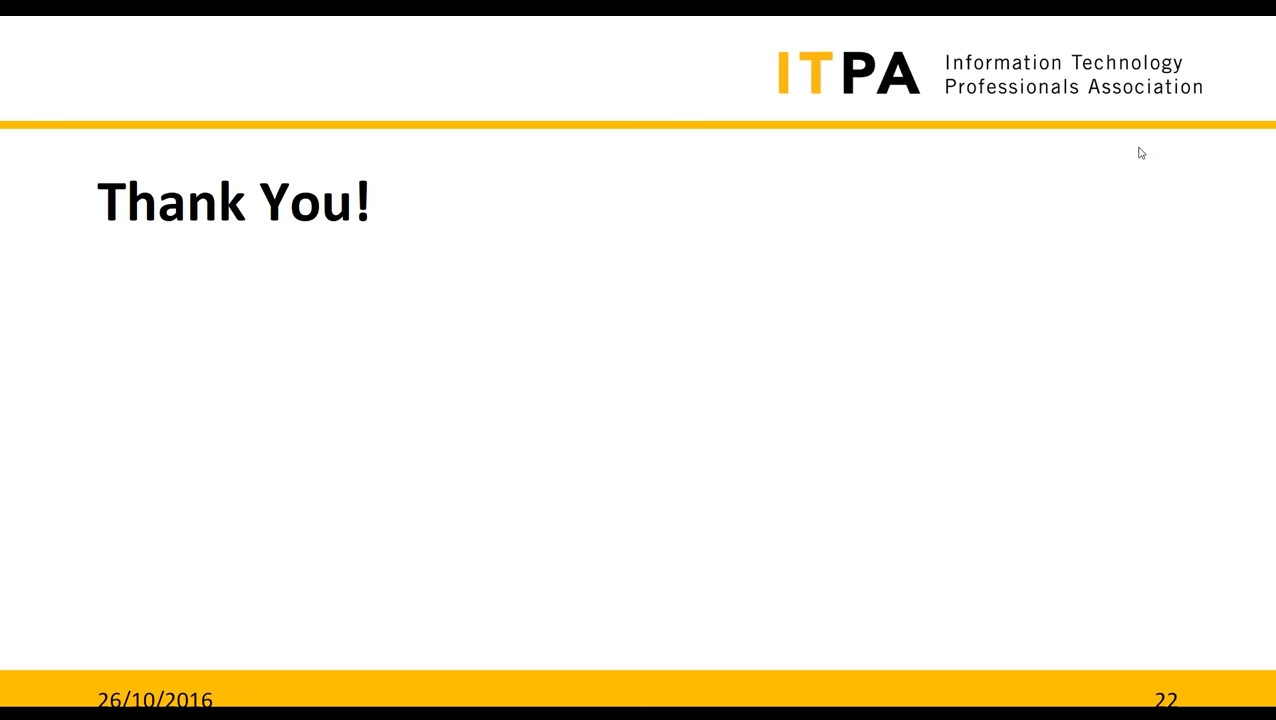 ITPA
Information Technology
Professionals Association
Thank You!
26/10/2016
22